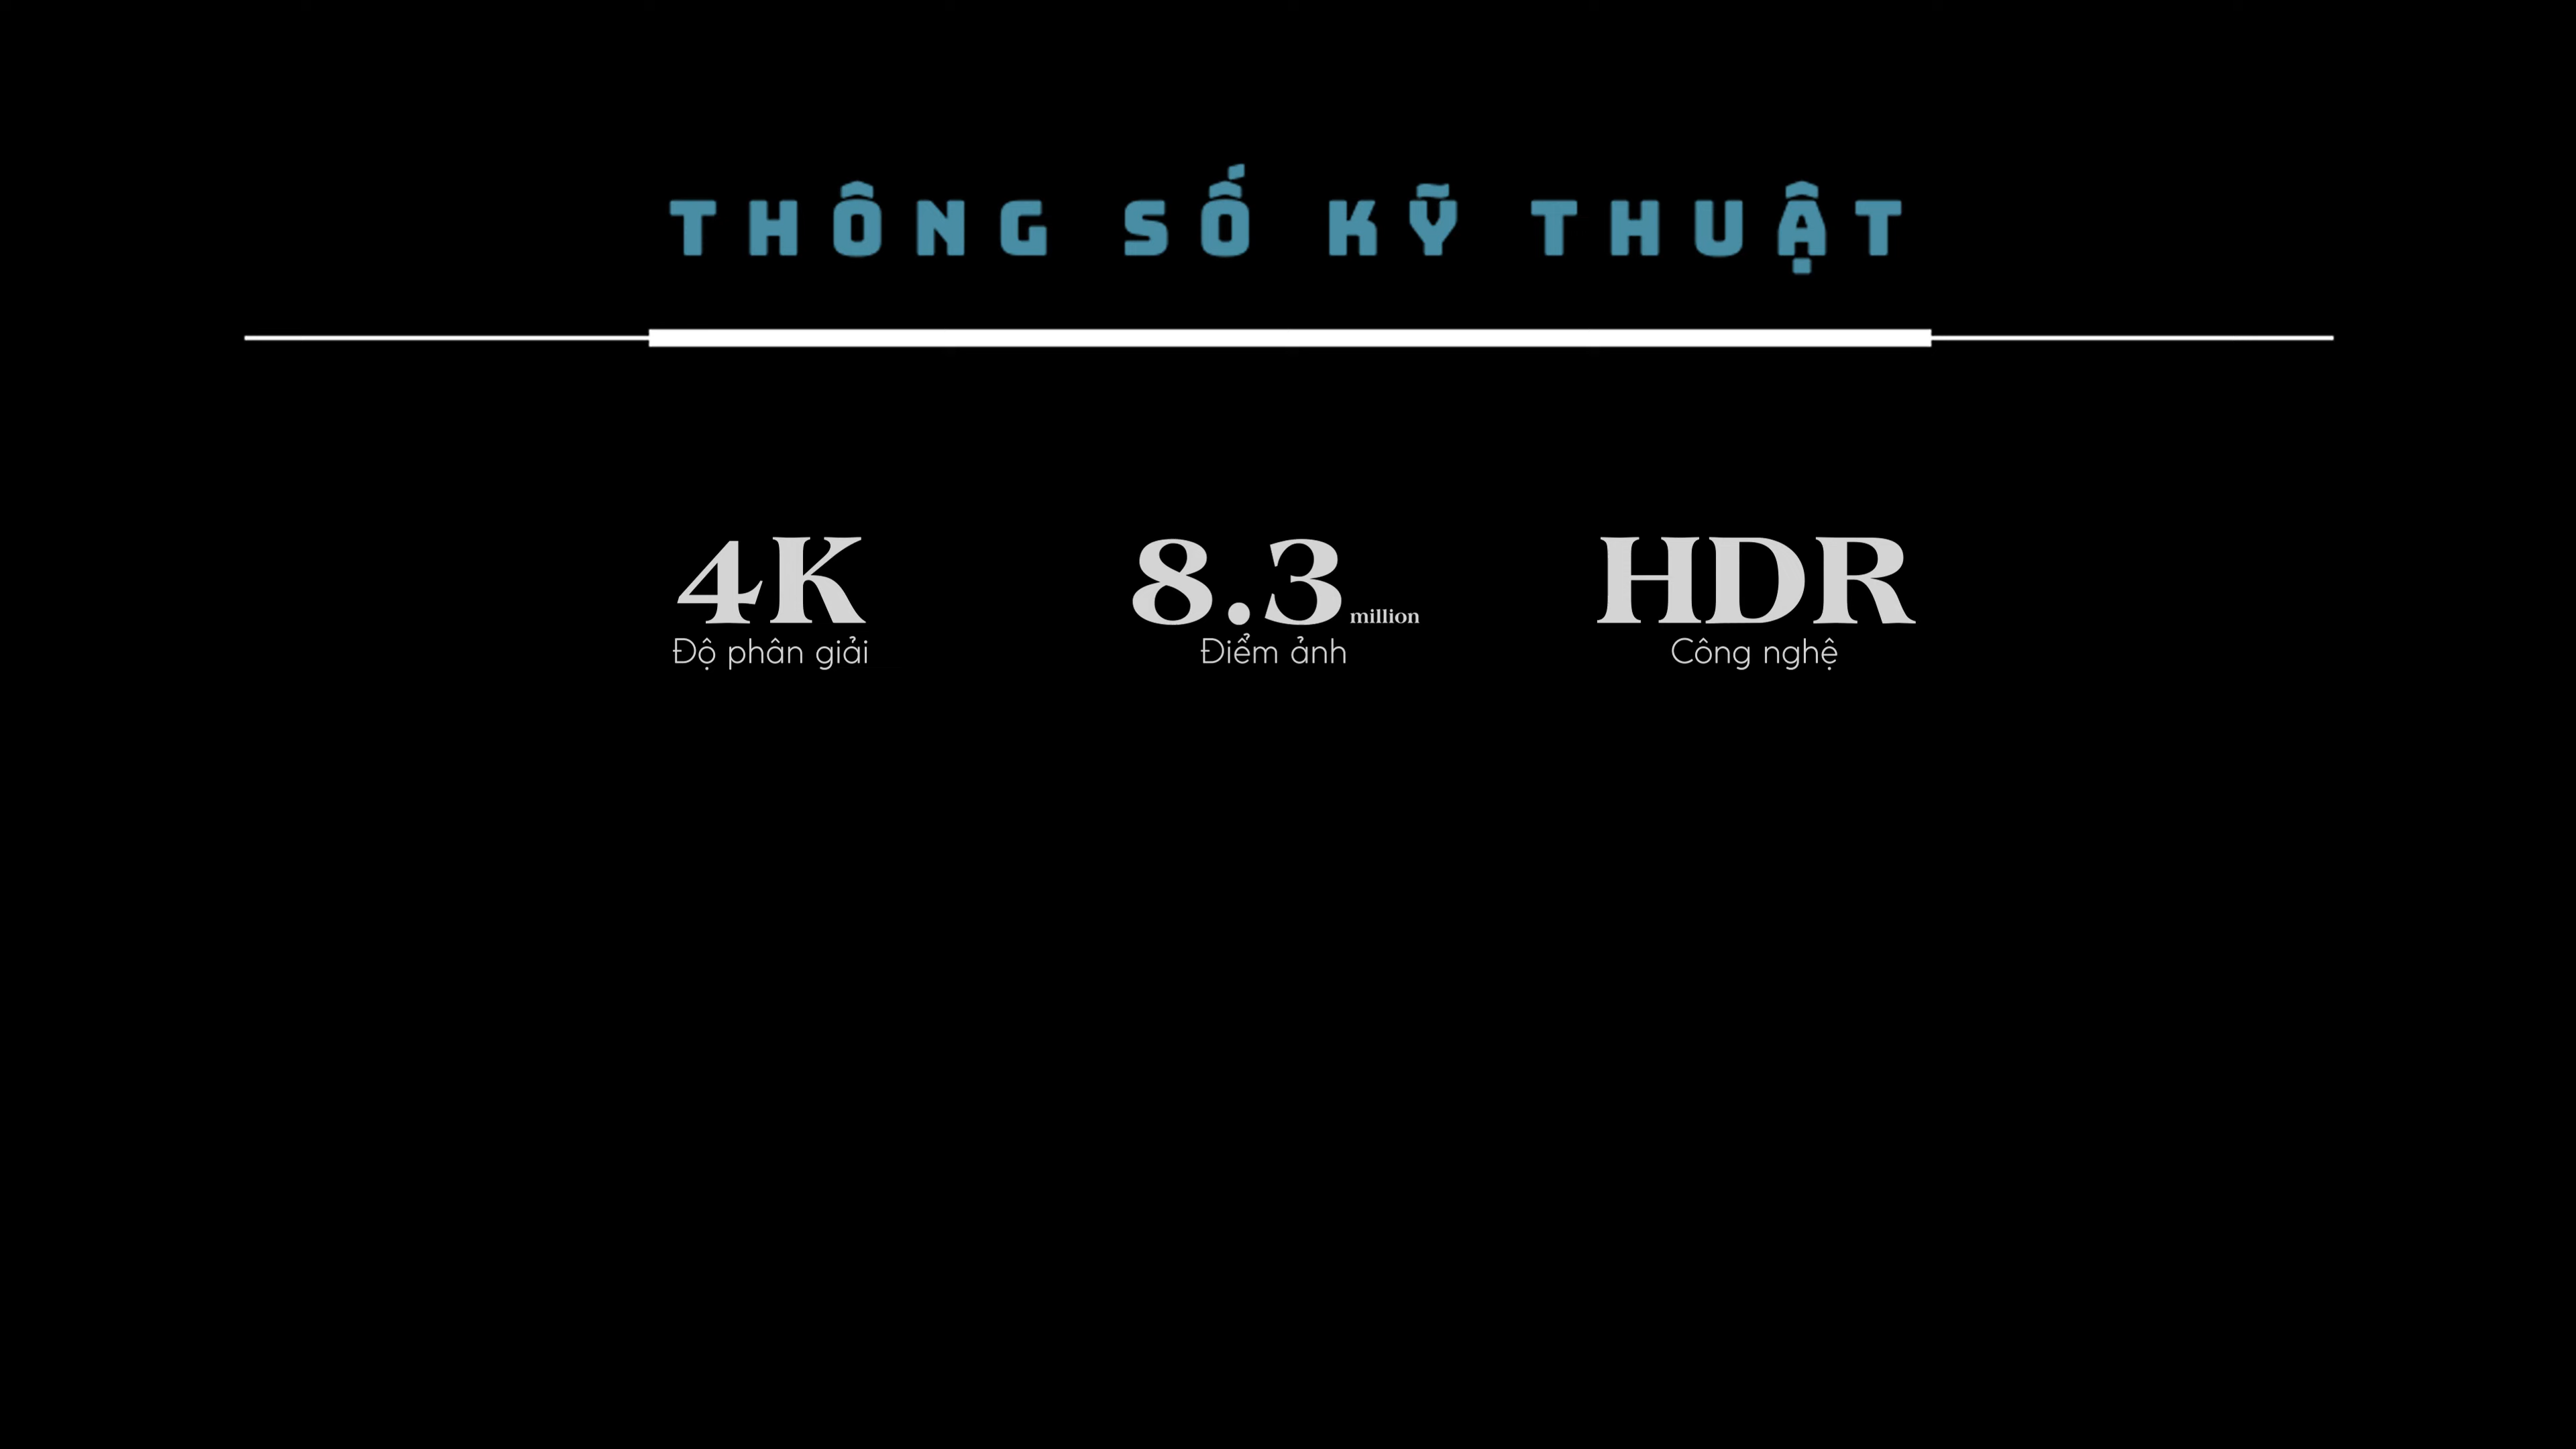 THÔNG SỐ KỸ THUẬT
4K 8.3 million HDR
Độ phân giải Điểm ảnh Công nghệ